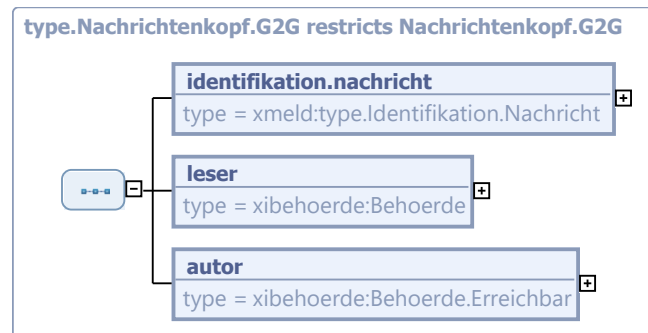 type.Nachrichtenkopf.G2G restricts Nachrichtenkopf.G2G
identifikation.nachricht
type = xmeld:type.Identifikation.Nachricht
leser
type = xibehoerde:Behoerde
autor
type = xibehoerde:Behoerde.Erreichbar